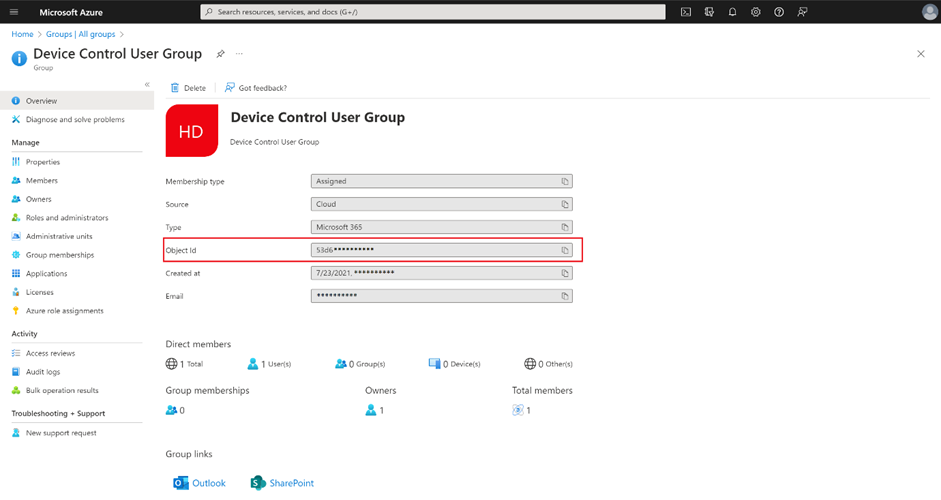 Microsoft Azure
Search resources, services, and docs (G+/)
Home > Groups | All groups >
Device Control User Group
...
Group
«
Overview
Diagnose and solve problems
Manage
Properties
Members
Owners
Roles and administrators
Administrative units
Group memberships
Applications
Licenses
Azure role assignments
Activity
Access reviews
Audit logs
Bulk operation results
Troubleshooting + Support
New support request
Delete
Got feedback?
HD
Device Control User Group
Device Control User Group
Membership type Assigned
Source Cloud
Type Microsoft 365
Object Id 53d6**********
Created at 7/23/2021, **********
Email **********
Direct members
1 Total 1 User(s) 0 Group(s) 0 Device(s) 0 Other(s)
Group memberships Owners Total members
0 1 1
Group links
Outlook SharePoint